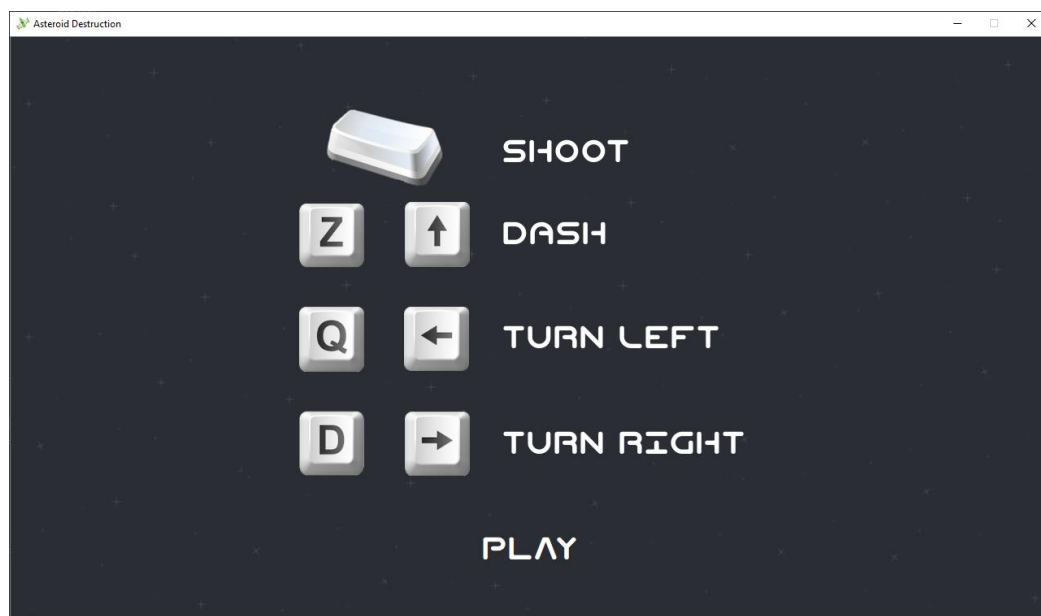 Asteroid Destruction
SHOOT
Z DASH
Q TURN LEFT
D TURN RIGHT
PLAY